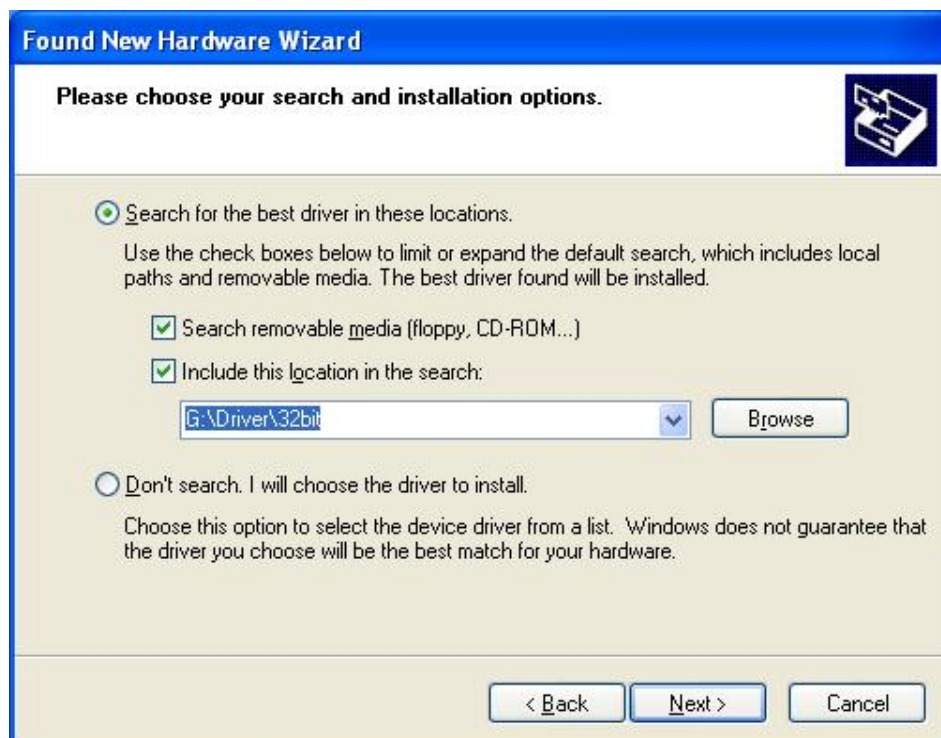 Found New Hardware Wizard
Please choose your search and installation options.
Search for the best driver in these locations.
Use the check boxes below to limit or expand the default search, which includes local
paths and removable media. The best driver found will be installed.
Search removable media (floppy, CD-ROM...)
Include this location in the search:
G:\Driver\32bit
Browse
Don't search. I will choose the driver to install.
Choose this option to select the device driver from a list. Windows does not guarantee that
the driver you choose will be the best match for your hardware.
< Back Next > Cancel